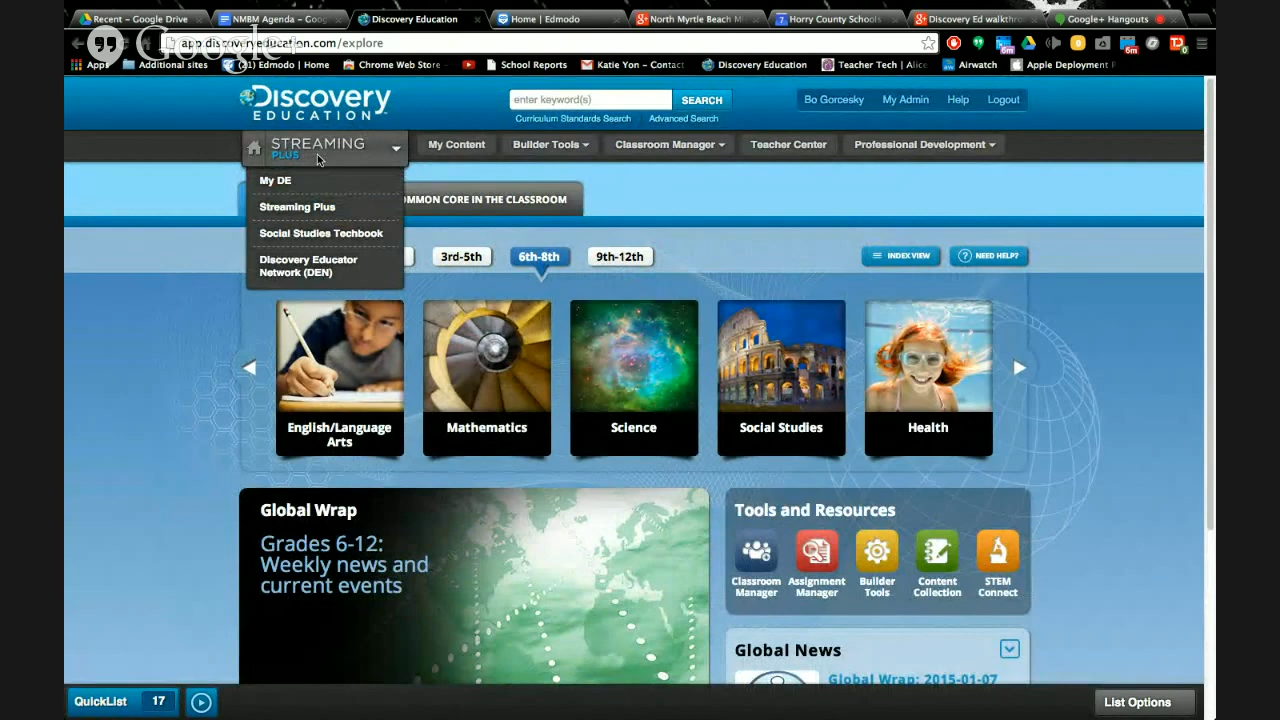 Recent - Google Drive
NMBM Agenda - Goog
Discovery Education
Home | Edmodo
North Myrtle Beach M
Horry County Schools
Discovery Ed walkthro
Google+ Hangouts
app.discoveryeducation.com/explore
Google+
Apps
Additional sites
Edmodo | Home
Chrome Web Store
School Reports
Katie Yon - Contact
Discovery Education
Teacher Tech | Alice
Airwatch
Apple Deployment P
Discovery
EDUCATION
enter keyword(s)
SEARCH
Curriculum Standards Search
Advanced Search
Bo Gorcesky
My Admin
Help
Logout
STREAMING
PLUS
My Content
Builder Tools
Classroom Manager
Teacher Center
Professional Development
My DE
Streaming Plus
Social Studies Techbook
Discovery Educator
Network (DEN)
OMMON CORE IN THE CLASSROOM
3rd-5th
6th-8th
9th-12th
INDEX VIEW
NEED HELP?
English/Language
Arts
Mathematics
Science
Social Studies
Health
Global Wrap
Grades 6-12:
Weekly news and
current events
Tools and Resources
Classroom
Manager
Assignment
Manager
Builder
Tools
Content
Collection
STEM
Connect
Global News
Global Wrap: 2015-01-07
QuickList
17
List Options